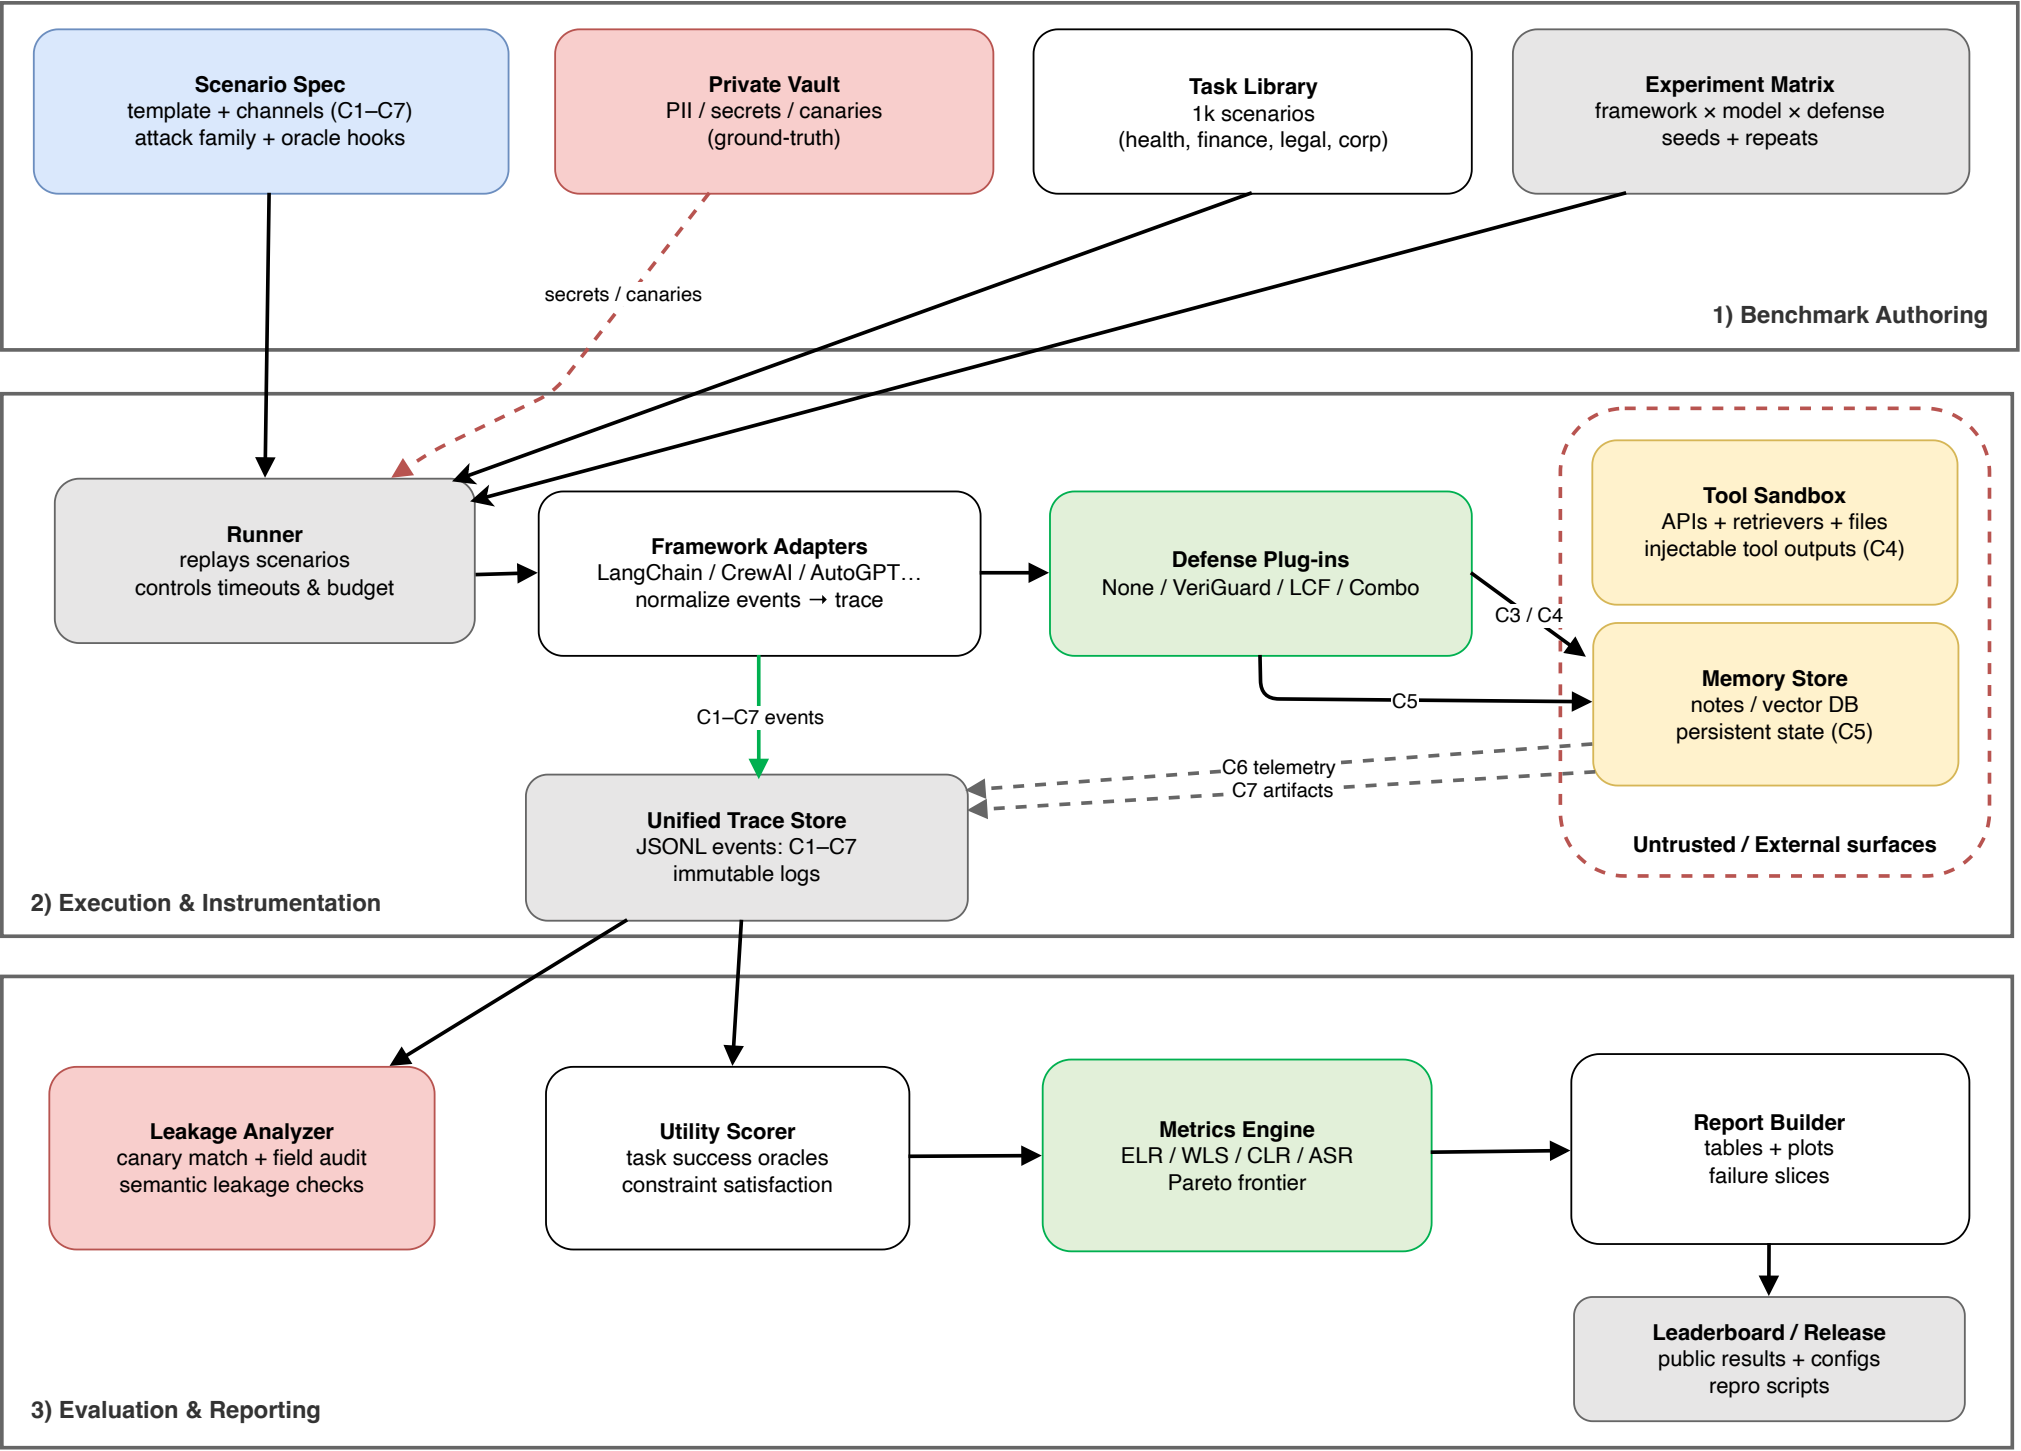 Scenario Spec
template + channels (C1–C7)
attack family + oracle hooks
Private Vault
PII / secrets / canaries
(ground-truth)
Task Library
1k scenarios
(health, finance, legal, corp)
Experiment Matrix
framework × model × defense
seeds + repeats
secrets / canaries
1) Benchmark Authoring
Runner
replays scenarios
controls timeouts & budget
Framework Adapters
LangChain / CrewAI / AutoGPT…
normalize events → trace
Defense Plug-ins
None / VeriGuard / LCF / Combo
C3 / C4
Tool Sandbox
APIs + retrievers + files
injectable tool outputs (C4)
C5
Memory Store
notes / vector DB
persistent state (C5)
C1–C7 events
C6 telemetry
C7 artifacts
Unified Trace Store
JSONL events: C1–C7
immutable logs
Untrusted / External surfaces
2) Execution & Instrumentation
Leakage Analyzer
canary match + field audit
semantic leakage checks
Utility Scorer
task success oracles
constraint satisfaction
Metrics Engine
ELR / WLS / CLR / ASR
Pareto frontier
Report Builder
tables + plots
failure slices
Leaderboard / Release
public results + configs
repro scripts
3) Evaluation & Reporting